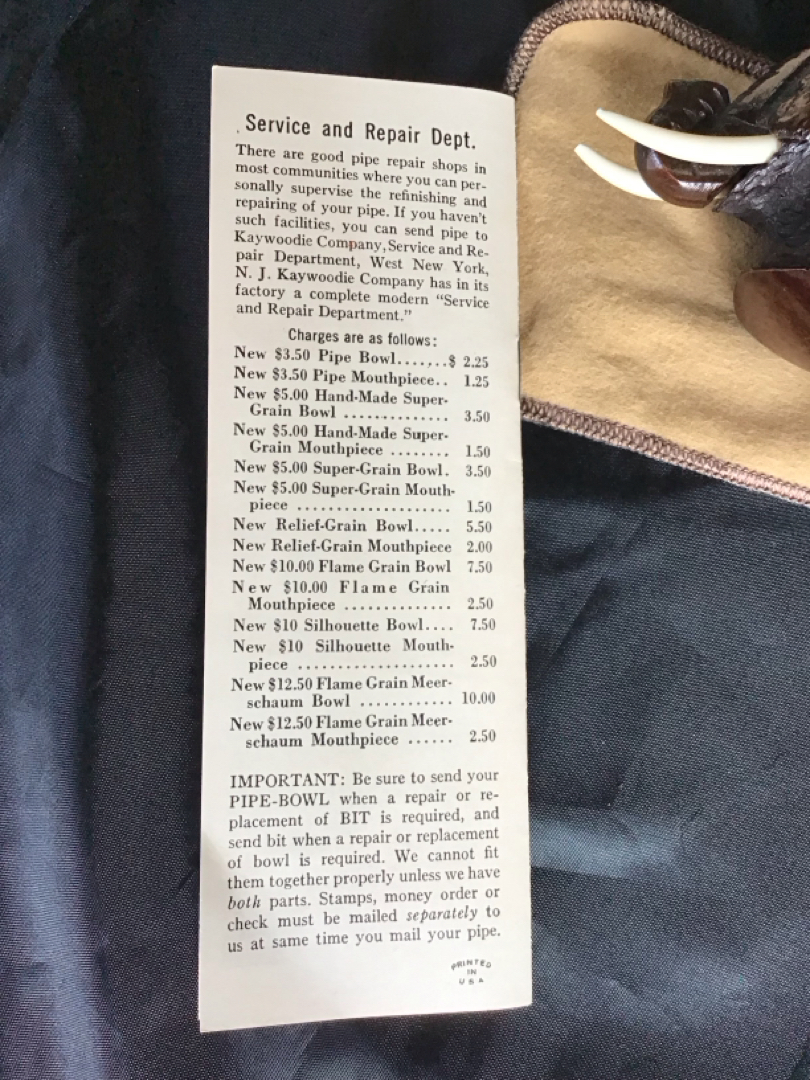 Service and Repair Dept.
There are good pipe repair shops in
most communities where you can per-
sonally supervise the refinishing and
repairing of your pipe. If you haven't
such facilities, you can send pipe to
Kaywoodie Company, Service and Re-
pair Department, West New York,
N. J. Kaywoodie Company has in its
factory a complete modern "Service
and Repair Department."
Charges are as follows:
New $3.50 Pipe Bowl.......$ 2.25
New $3.50 Pipe Mouthpiece.. 1.25
New $5.00 Hand-Made Super-
Grain Bowl .............. 3.50
New $5.00 Hand-Made Super-
Grain Mouthpiece ........ 1.50
New $5.00 Super-Grain Bowl. 3.50
New $5.00 Super-Grain Mouth-
piece .................... 1.50
New Relief-Grain Bowl..... 5.50
New Relief-Grain Mouthpiece 2.00
New $10.00 Flame Grain Bowl 7.50
New $10.00 Flame Grain
Mouthpiece .............. 2.50
New $10 Silhouette Bowl.... 7.50
New $10 Silhouette Mouth-
piece .................... 2.50
New $12.50 Flame Grain Meer-
schaum Bowl ............ 10.00
New $12.50 Flame Grain Meer-
schaum Mouthpiece ...... 2.50
IMPORTANT: Be sure to send your
PIPE-BOWL when a repair or re-
placement of BIT is required, and
send bit when a repair or replacement
of bowl is required. We cannot fit
them together properly unless we have
both parts. Stamps, money order or
check must be mailed separately to
us at same time you mail your pipe.
PRINTED
IN
USA